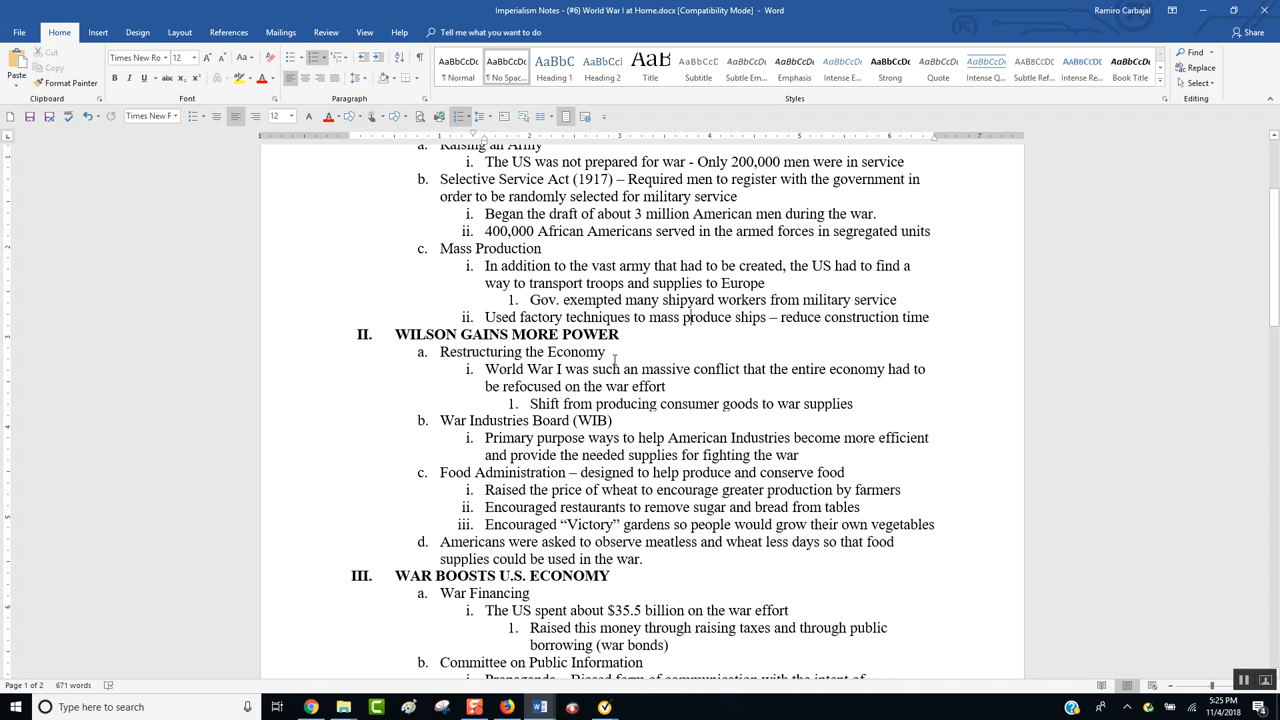 Imperialism Notes - (#6) World War I at Home.docx [Compatibility Mode] - Word
Ramiro Carbajal
File Home Insert Design Layout References Mailings Review View Help Tell me what you want to do Share
Cut
Copy
Format Painter
Paste
Clipboard
Times New Ro 12
Font
Paragraph
AaBbCcDc AaBbCcDc AaBbC AaBbCc AaB AaBbCcD AaBbCcDc AaBbCcDc AaBbCcDc AaBbCcDc AaBbCcDc AaBbCcDc AaBbCcDc AaBbCcDc AaBbCcDc
¶ Normal ¶ No Spac... Heading 1 Heading 2 Title Subtitle Subtle Em... Emphasis Intense E... Strong Quote Intense Q... Subtle Ref... Intense Re... Book Title
Styles
Find
Replace
Select
Editing
Times New R 12
a. Raising an Army
i. The US was not prepared for war - Only 200,000 men were in service
b. Selective Service Act (1917) – Required men to register with the government in
order to be randomly selected for military service
i. Began the draft of about 3 million American men during the war.
ii. 400,000 African Americans served in the armed forces in segregated units
c. Mass Production
i. In addition to the vast army that had to be created, the US had to find a
way to transport troops and supplies to Europe
1. Gov. exempted many shipyard workers from military service
ii. Used factory techniques to mass produce ships – reduce construction time
II. WILSON GAINS MORE POWER
a. Restructuring the Economy
i. World War I was such an massive conflict that the entire economy had to
be refocused on the war effort
1. Shift from producing consumer goods to war supplies
b. War Industries Board (WIB)
i. Primary purpose ways to help American Industries become more efficient
and provide the needed supplies for fighting the war
c. Food Administration – designed to help produce and conserve food
i. Raised the price of wheat to encourage greater production by farmers
ii. Encouraged restaurants to remove sugar and bread from tables
iii. Encouraged “Victory” gardens so people would grow their own vegetables
d. Americans were asked to observe meatless and wheat less days so that food
supplies could be used in the war.
III. WAR BOOSTS U.S. ECONOMY
a. War Financing
i. The US spent about $35.5 billion on the war effort
1. Raised this money through raising taxes and through public
borrowing (war bonds)
b. Committee on Public Information
i. Propaganda – Biased form of communication with the intent of
Page 1 of 2 671 words
Type here to search
5:25 PM
11/4/2018